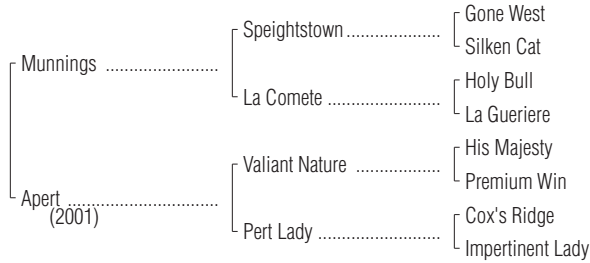 Gone West
Speightstown ....................
Silken Cat
Munnings ........................
Holy Bull
La Comete ........................
La Gueriere
His Majesty
Valiant Nature ..................
Premium Win
Apert ................................
(2001)
Cox's Ridge
Pert Lady ..........................
Impertinent Lady